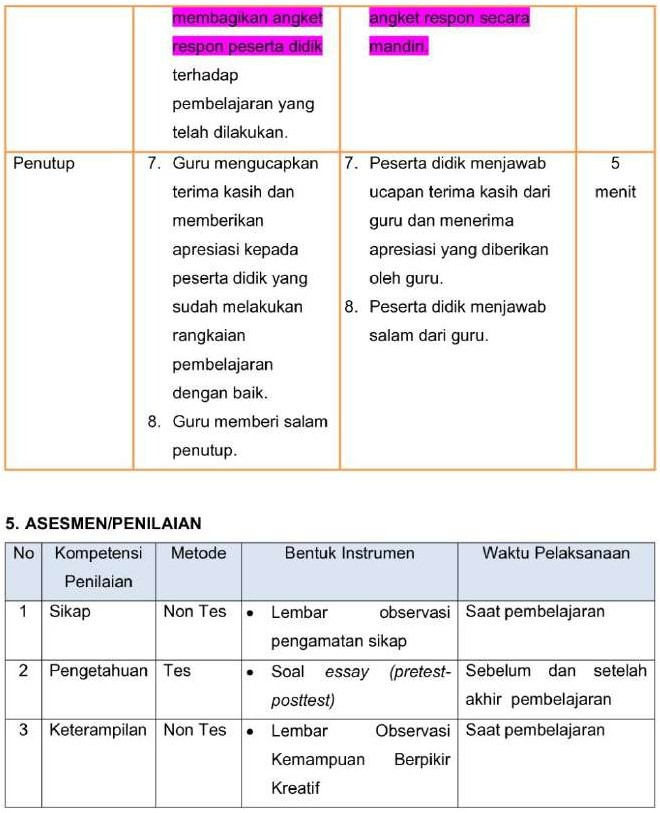 membagikan angket
respon peserta didik
terhadap
pembelajaran yang
telah dilakukan.
angket respon secara
mandiri.
Penutup
7. Guru mengucapkan
terima kasih dan
memberikan
apresiasi kepada
peserta didik yang
sudah melakukan
rangkaian
pembelajaran
dengan baik.
8. Guru memberi salam
penutup.
7. Peserta didik menjawab
ucapan terima kasih dari
guru dan menerima
apresiasi yang diberikan
oleh guru.
8. Peserta didik menjawab
salam dari guru.
5
menit
5. ASESMEN/PENILAIAN
No
Kompetensi
Penilaian
Metode
Bentuk Instrumen
Waktu Pelaksanaan
1
Sikap
Non Tes
• Lembar observasi
pengamatan sikap
Saat pembelajaran
2
Pengetahuan
Tes
• Soal essay (pretest-
posttest)
Sebelum dan setelah
akhir pembelajaran
3
Keterampilan
Non Tes
• Lembar Observasi
Kemampuan Berpikir
Kreatif
Saat pembelajaran